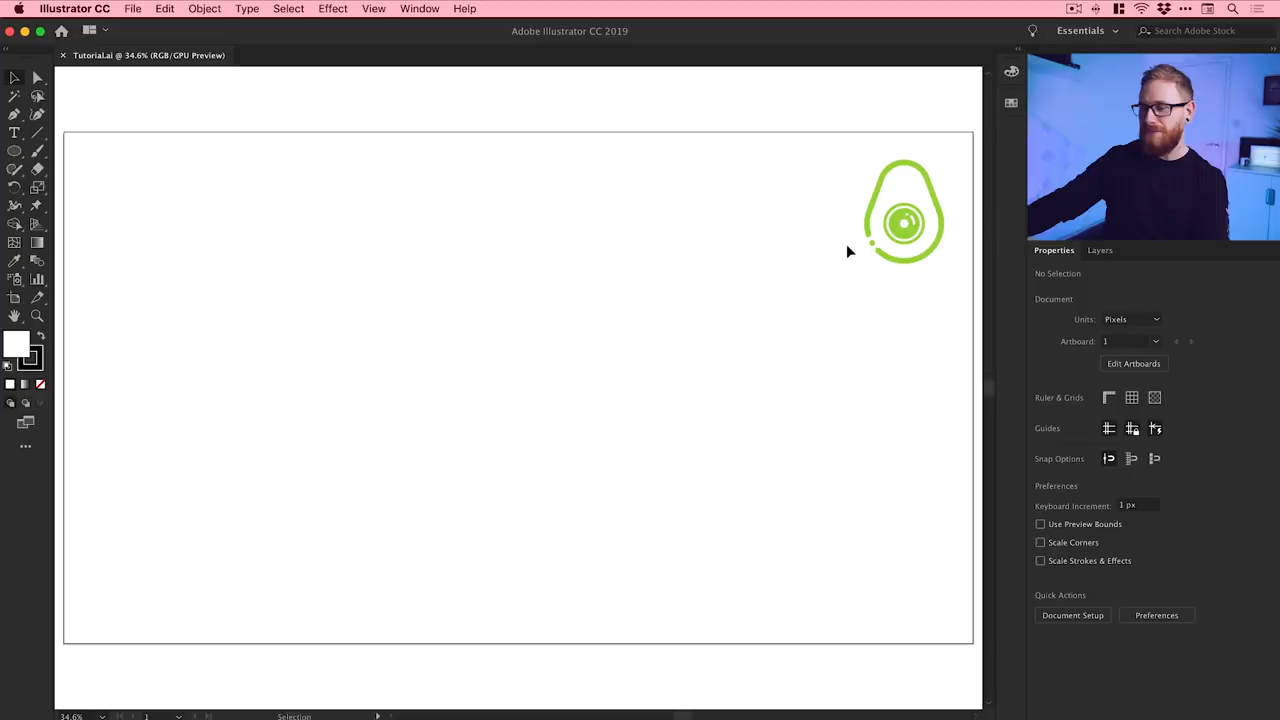 Illustrator CC File Edit Object Type Select Effect View Window Help
Adobe Illustrator CC 2019
Essentials
Search Adobe Stock
Tutorial.ai @ 34.6% (RGB/GPU Preview)
Properties Layers
No Selection
Document
Units: Pixels
Artboard: 1
Edit Artboards
Ruler & Grids
Guides
Snap Options
Preferences
Keyboard Increment: 1 px
Use Preview Bounds
Scale Corners
Scale Strokes & Effects
Quick Actions
Document Setup Preferences
34.6% 1 Selection